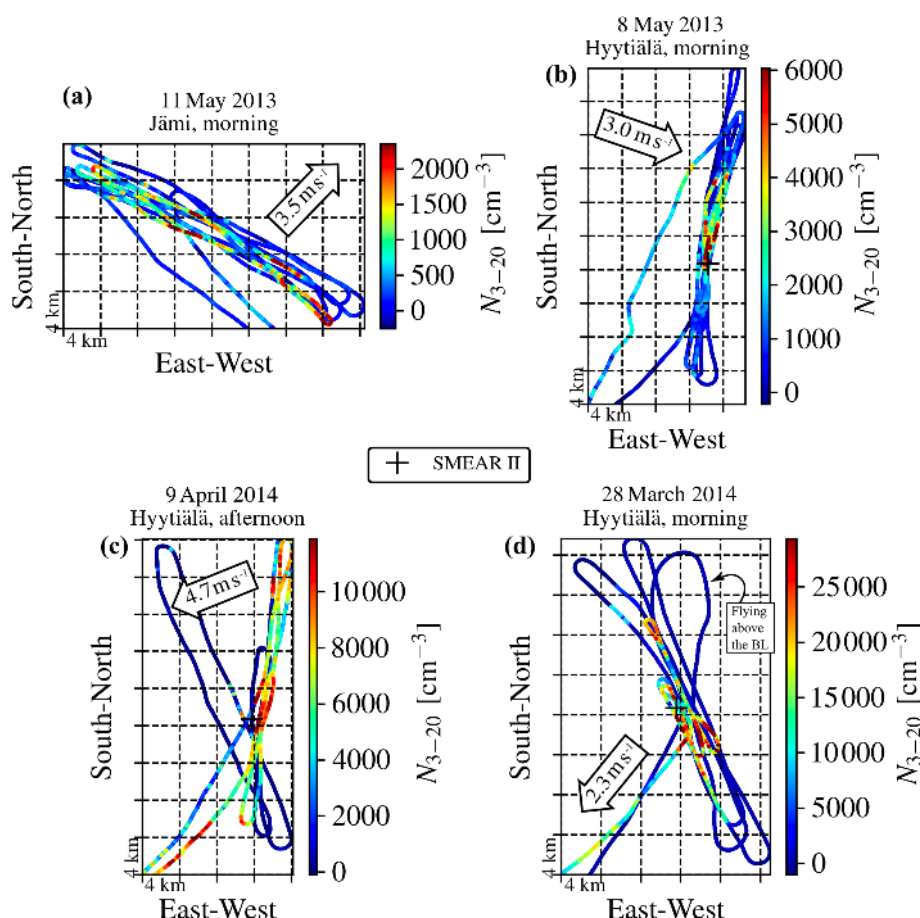 (a)
11 May 2013
Jämi, morning
3.5 ms⁻¹
South-North
4 km
4 km
East-West
2000
1500
1000
500
0
N₃₋₂₀ [cm⁻³]
(b)
8 May 2013
Hyytiälä, morning
3.0 ms⁻¹
South-North
4 km
4 km
East-West
6000
5000
4000
3000
2000
1000
0
N₃₋₂₀ [cm⁻³]
+ SMEAR II
(c)
9 April 2014
Hyytiälä, afternoon
4.7 ms⁻¹
South-North
4 km
4 km
East-West
10 000
8000
6000
4000
2000
0
N₃₋₂₀ [cm⁻³]
(d)
28 March 2014
Hyytiälä, morning
Flying
above
the BL
2.3 ms⁻¹
South-North
4 km
4 km
East-West
25 000
20 000
15 000
10 000
5000
0
N₃₋₂₀ [cm⁻³]